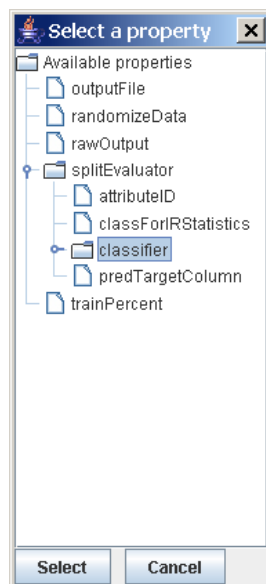 Select a property
Available properties
outputFile
randomizeData
rawOutput
splitEvaluator
attributeID
classForIRStatistics
classifier
predTargetColumn
trainPercent
Select
Cancel